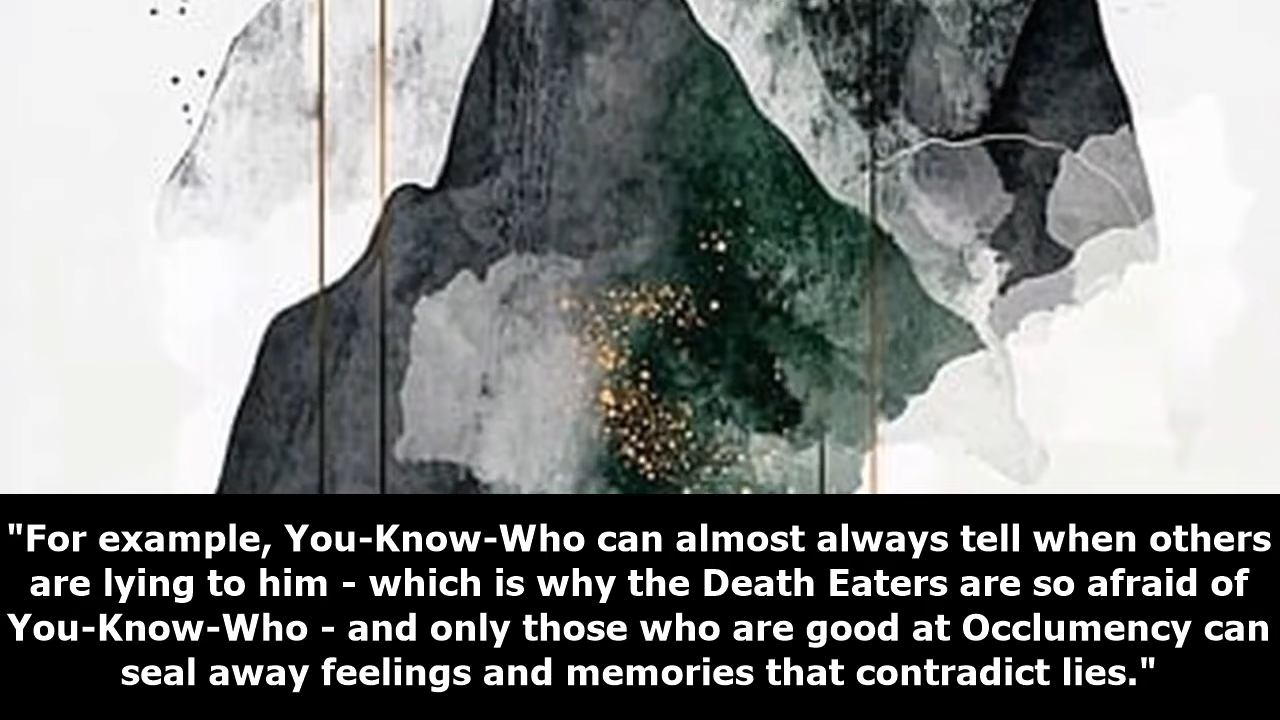 "For example, You-Know-Who can almost always tell when others
are lying to him - which is why the Death Eaters are so afraid of
You-Know-Who - and only those who are good at Occlumency can
seal away feelings and memories that contradict lies."